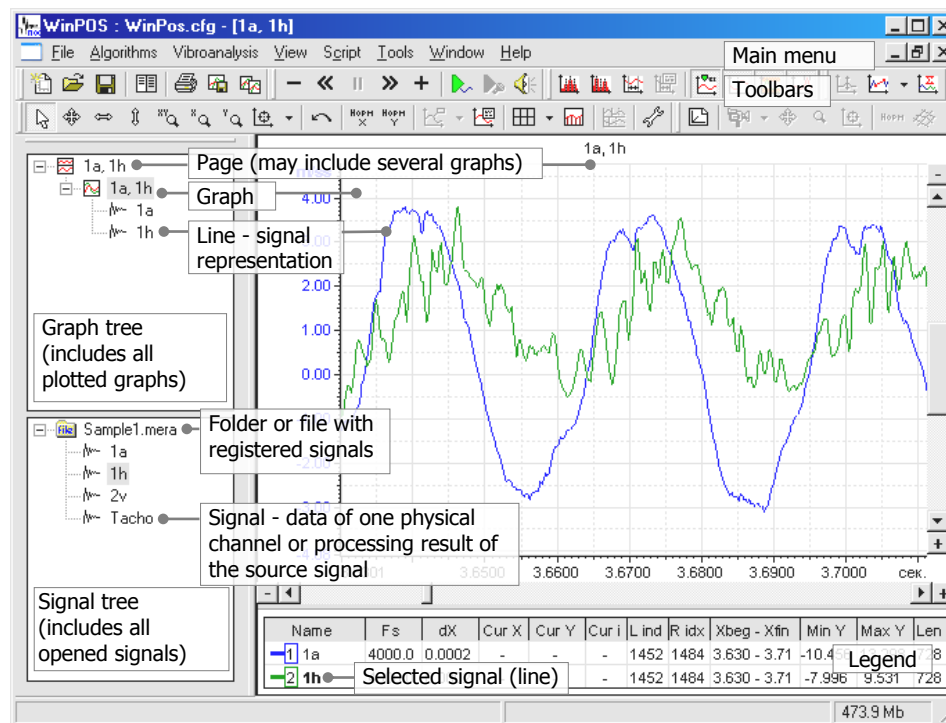 WinPOS : WinPos.cfg - [1a, 1h]
File Algorithms Vibroanalysis View Script Tools Window Help
Main menu
Toolbars
НОРМ X НОРМ Y
НОРМ
1a, 1h
Page (may include several graphs)
1a, 1h
Graph
1a
1h
Line - signal
representation
Graph tree
(includes all
plotted graphs)
1a, 1h
4.00
2.00
1.00
0.00
-2.00
Sample1.mera
Folder or file with
registered signals
1a
1h
2v
Tacho
Signal - data of one physical
channel or processing result of
the source signal
Signal tree
(includes all
opened signals)
3.6500 3.6600 3.6700 3.6800 3.6900 3.7000 сек.
Name Fs dX Cur X Cur Y Cur i L ind R idx Xbeg - Xfin Min Y Max Y Len
1 1a 4000.0 0.0002 - - - 1452 1484 3.630 - 3.71
2 1h - 1452 1484 3.630 - 3.71 -7.996 9.531 728
Legend
Selected signal (line)
473.9 Mb